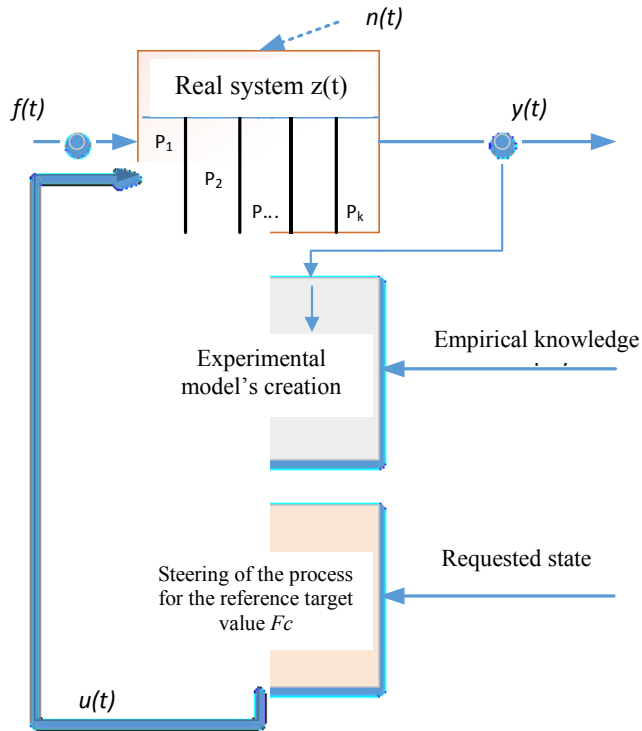 n(t)
Real system z(t)
f(t)
y(t)
P1
P2
P...
Pk
Experimental
model's creation
Empirical knowledge
Steering of the process
for the reference target
value Fc
Requested state
u(t)